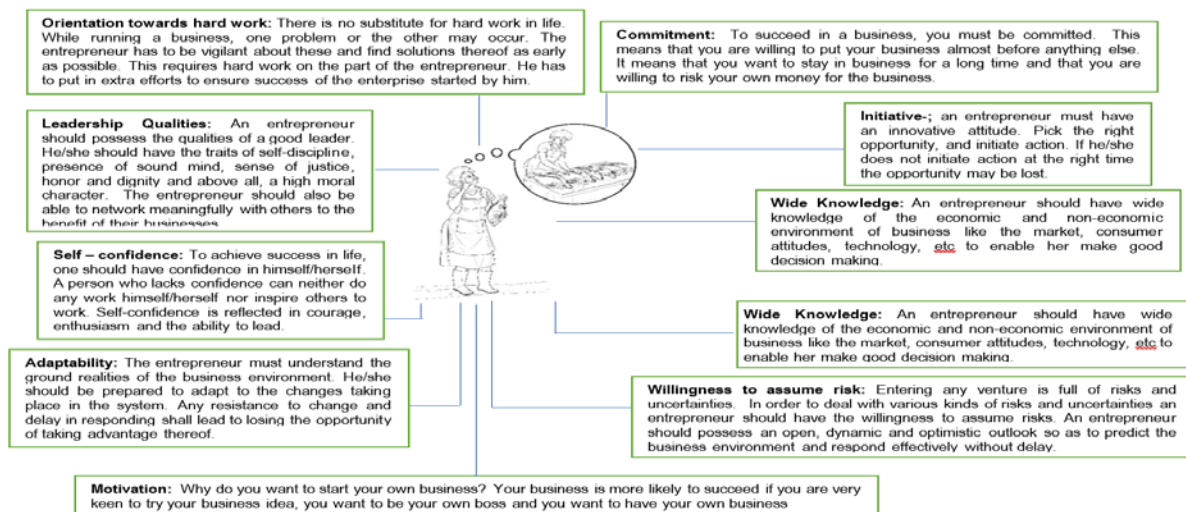 Orientation towards hard work: There is no substitute for hard work in life.
While running a business, one problem or the other may occur. The
entrepreneur has to be vigilant about these and find solutions thereof as early
as possible. This requires hard work on the part of the entrepreneur. He has
to put in extra efforts to ensure success of the enterprise started by him.
Commitment: To succeed in a business, you must be committed. This
means that you are willing to put your business almost before anything else.
It means that you want to stay in business for a long time and that you are
willing to risk your own money for the business.
Leadership Qualities: An entrepreneur
should possess the qualities of a good leader.
He/she should have the traits of self-discipline,
presence of sound mind, sense of justice,
honor and dignity and above all, a high moral
character. The entrepreneur should also be
able to network meaningfully with others to the
benefit of their businesses
Initiative-; an entrepreneur must have
an innovative attitude. Pick the right
opportunity, and initiate action. If he/she
does not initiate action at the right time
the opportunity may be lost.
Wide Knowledge: An entrepreneur should have wide
knowledge of the economic and non-economic
environment of business like the market, consumer
attitudes, technology, etc to enable her make good
decision making.
Self – confidence: To achieve success in life,
one should have confidence in himself/herself.
A person who lacks confidence can neither do
any work himself/herself nor inspire others to
work. Self-confidence is reflected in courage,
enthusiasm and the ability to lead.
Wide Knowledge: An entrepreneur should have wide
knowledge of the economic and non-economic environment of
business like the market, consumer attitudes, technology, etc to
enable her make good decision making.
Adaptability: The entrepreneur must understand the
ground realities of the business environment. He/she
should be prepared to adapt to the changes taking
place in the system. Any resistance to change and
delay in responding shall lead to losing the opportunity
of taking advantage thereof.
Willingness to assume risk: Entering any venture is full of risks and
uncertainties. In order to deal with various kinds of risks and uncertainties an
entrepreneur should have the willingness to assume risks. An entrepreneur
should possess an open, dynamic and optimistic outlook so as to predict the
business environment and respond effectively without delay.
Motivation: Why do you want to start your own business? Your business is more likely to succeed if you are very
keen to try your business idea, you want to be your own boss and you want to have your own business